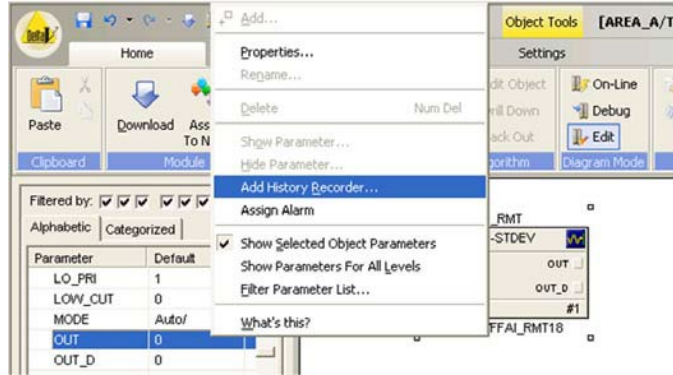 DeltaV
Object Tools [AREA_A/T
Home
Settings
Paste
Download
Ass
To N
Clipboard
Module
Add...
Properties...
Rename...
Delete Num Del
Show Parameter...
Hide Parameter...
Add History Recorder...
Assign Alarm
Show Selected Object Parameters
Show Parameters For All Levels
Filter Parameter List...
What's this?
dit Object
rill Down
ack Out
gorithm
On-Line
Debug
Edit
Diagram Mode
Filtered by:
Alphabetic Categorized
Parameter Default
LO_PRI 1
LOW_CUT 0
MODE Auto/
OUT 0
OUT_D 0
_RMT
-STDEV
OUT
OUT_D
#1
FFAI_RMT18